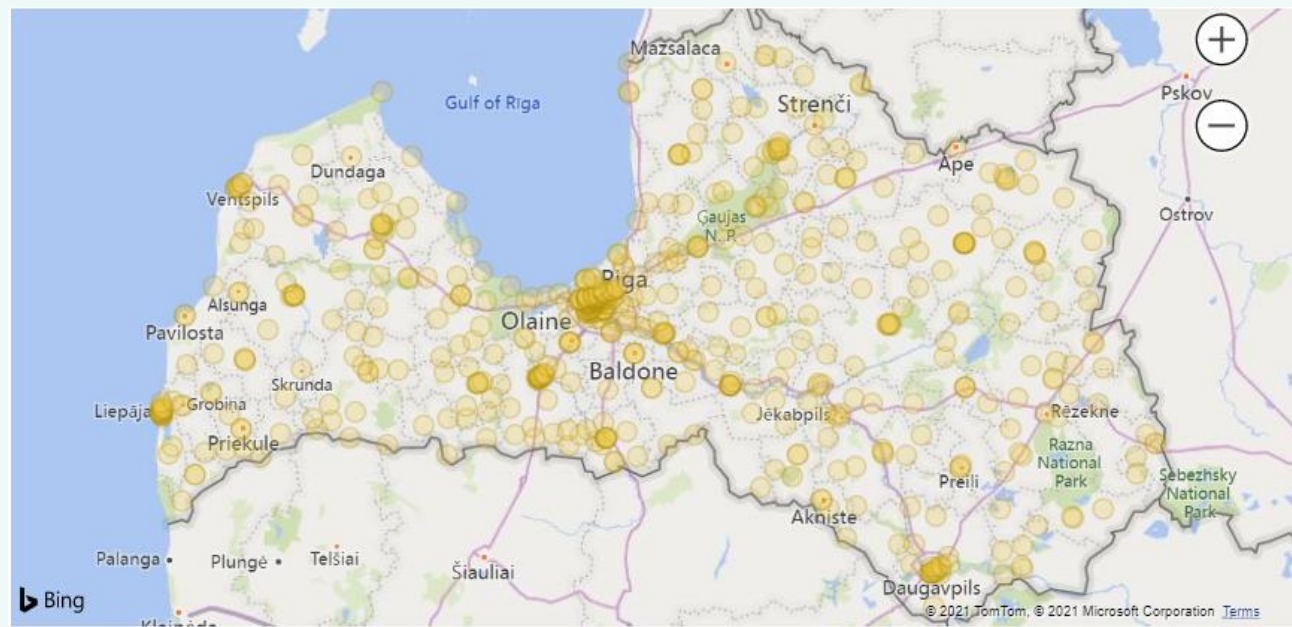 Mazsalaca
Pskov
Gulf of Rīga
Strenči
Ape
Dundaga
Ventspils
Ostrov
Gaujas
N. P.
Rīga
Alsunga
Pavilosta
Olaine
Skrunda
Baldone
Liepāja
Grobiņa
Jēkabpils
Rēzekne
Priekule
Razna
National
Park
Preiļi
Sebezhsky
National
Park
Akniste
Palanga
Plungė
Telšiai
Šiauliai
Daugavpils
Bing
© 2021 TomTom, © 2021 Microsoft Corporation Terms